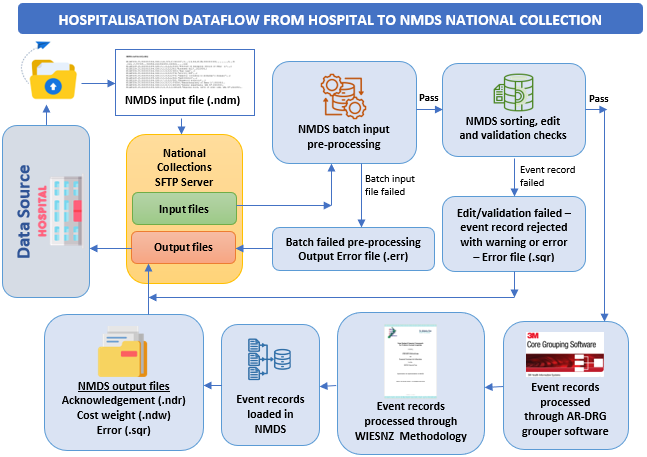 HOSPITALISATION DATAFLOW FROM HOSPITAL TO NMDS NATIONAL COLLECTION
NMDS input file (.ndm)
NMDS batch input
pre-processing
Pass
NMDS sorting, edit
and validation checks
Pass
Data Source
HOSPITAL
National
Collections
SFTP Server
Input files
Output files
Batch input
file failed
Event record
failed
Batch failed pre-processing
Output Error file (.err)
Edit/validation failed –
event record rejected
with warning or error
– Error file (.sqr)
NMDS output files
Acknowledgement (.ndr)
Cost weight (.ndw)
Error (.sqr)
Event records
loaded in
NMDS
Event records
processed through
WIESNZ Methodology
3M
Core Grouping Software
Event records
processed
through AR-DRG
grouper software